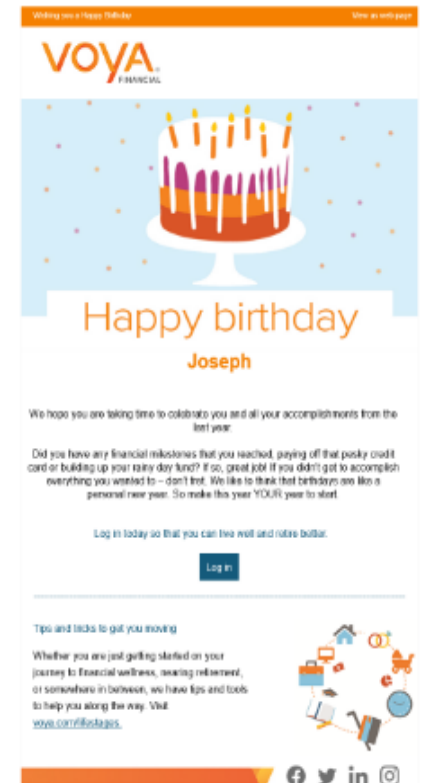 Wishing you a Happy Birthday
View as web page
VOYA
FINANCIAL
Happy birthday
Joseph
We hope you are taking time to celebrate you and all your accomplishments from the
last year.
Did you have any financial milestones that you reached, paying off that pesky credit
card or building up your rainy day fund? If so, great job! If you didn't get to accomplish
everything you wanted to – don't fret. We like to think that birthdays are like a
personal new year. So make this year YOUR year to start.
Log in today so that you can live well and retire better.
Log in
Tips and tricks to get you moving
Whether you are just getting started on your
journey to financial wellness, nearing retirement,
or somewhere in between, we have tips and tools
to help you along the way. Visit
voya.com/lifestages.
in